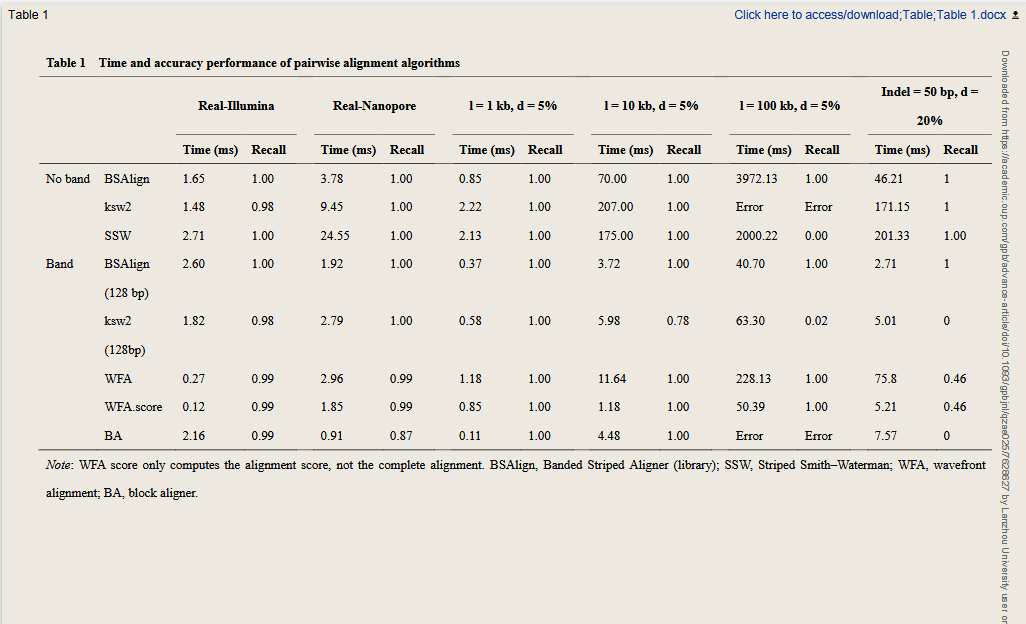 Table 1
Click here to access/download;Table;Table 1.docx
Table 1 Time and accuracy performance of pairwise alignment algorithms
Real-Illumina Real-Nanopore l = 1 kb, d = 5% l = 10 kb, d = 5% l = 100 kb, d = 5% Indel = 50 bp, d =
20%
Time (ms) Recall Time (ms) Recall Time (ms) Recall Time (ms) Recall Time (ms) Recall Time (ms) Recall
No band BSAlign 1.65 1.00 3.78 1.00 0.85 1.00 70.00 1.00 3972.13 1.00 46.21 1
ksw2 1.48 0.98 9.45 1.00 2.22 1.00 207.00 1.00 Error Error 171.15 1
SSW 2.71 1.00 24.55 1.00 2.13 1.00 175.00 1.00 2000.22 0.00 201.33 1.00
Band BSAlign 2.60 1.00 1.92 1.00 0.37 1.00 3.72 1.00 40.70 1.00 2.71 1
(128 bp)
ksw2 1.82 0.98 2.79 1.00 0.58 1.00 5.98 0.78 63.30 0.02 5.01 0
(128bp)
WFA 0.27 0.99 2.96 0.99 1.18 1.00 11.64 1.00 228.13 1.00 75.8 0.46
WFA.score 0.12 0.99 1.85 0.99 0.85 1.00 1.18 1.00 50.39 1.00 5.21 0.46
BA 2.16 0.99 0.91 0.87 0.11 1.00 4.48 1.00 Error Error 7.57 0
Note: WFA score only computes the alignment score, not the complete alignment. BSAlign, Banded Striped Aligner (library); SSW, Striped Smith–Waterman; WFA, wavefront
alignment; BA, block aligner.
Downloaded from https://academic.oup.com/gpb/advance-article/doi/10.1093/gpbjnl/qzae025/7628627 by Lanzhou University user on